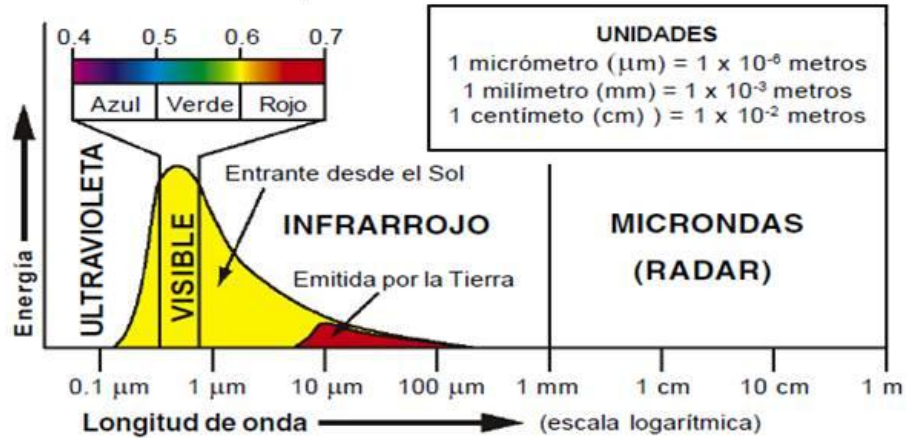 0.4 0.5 0.6 0.7
Azul Verde Rojo
UNIDADES
1 micrómetro (µm) = 1 x 10⁻⁶ metros
1 milímetro (mm) = 1 x 10⁻³ metros
1 centímeto (cm) ) = 1 x 10⁻² metros
Energía
ULTRAVIOLETA
VISIBLE
Entrante desde el Sol
INFRARROJO
Emitida por la Tierra
MICRONDAS
(RADAR)
0.1 µm 1 µm 10 µm 100 µm 1 mm 1 cm 10 cm 1 m
Longitud de onda (escala logarítmica)